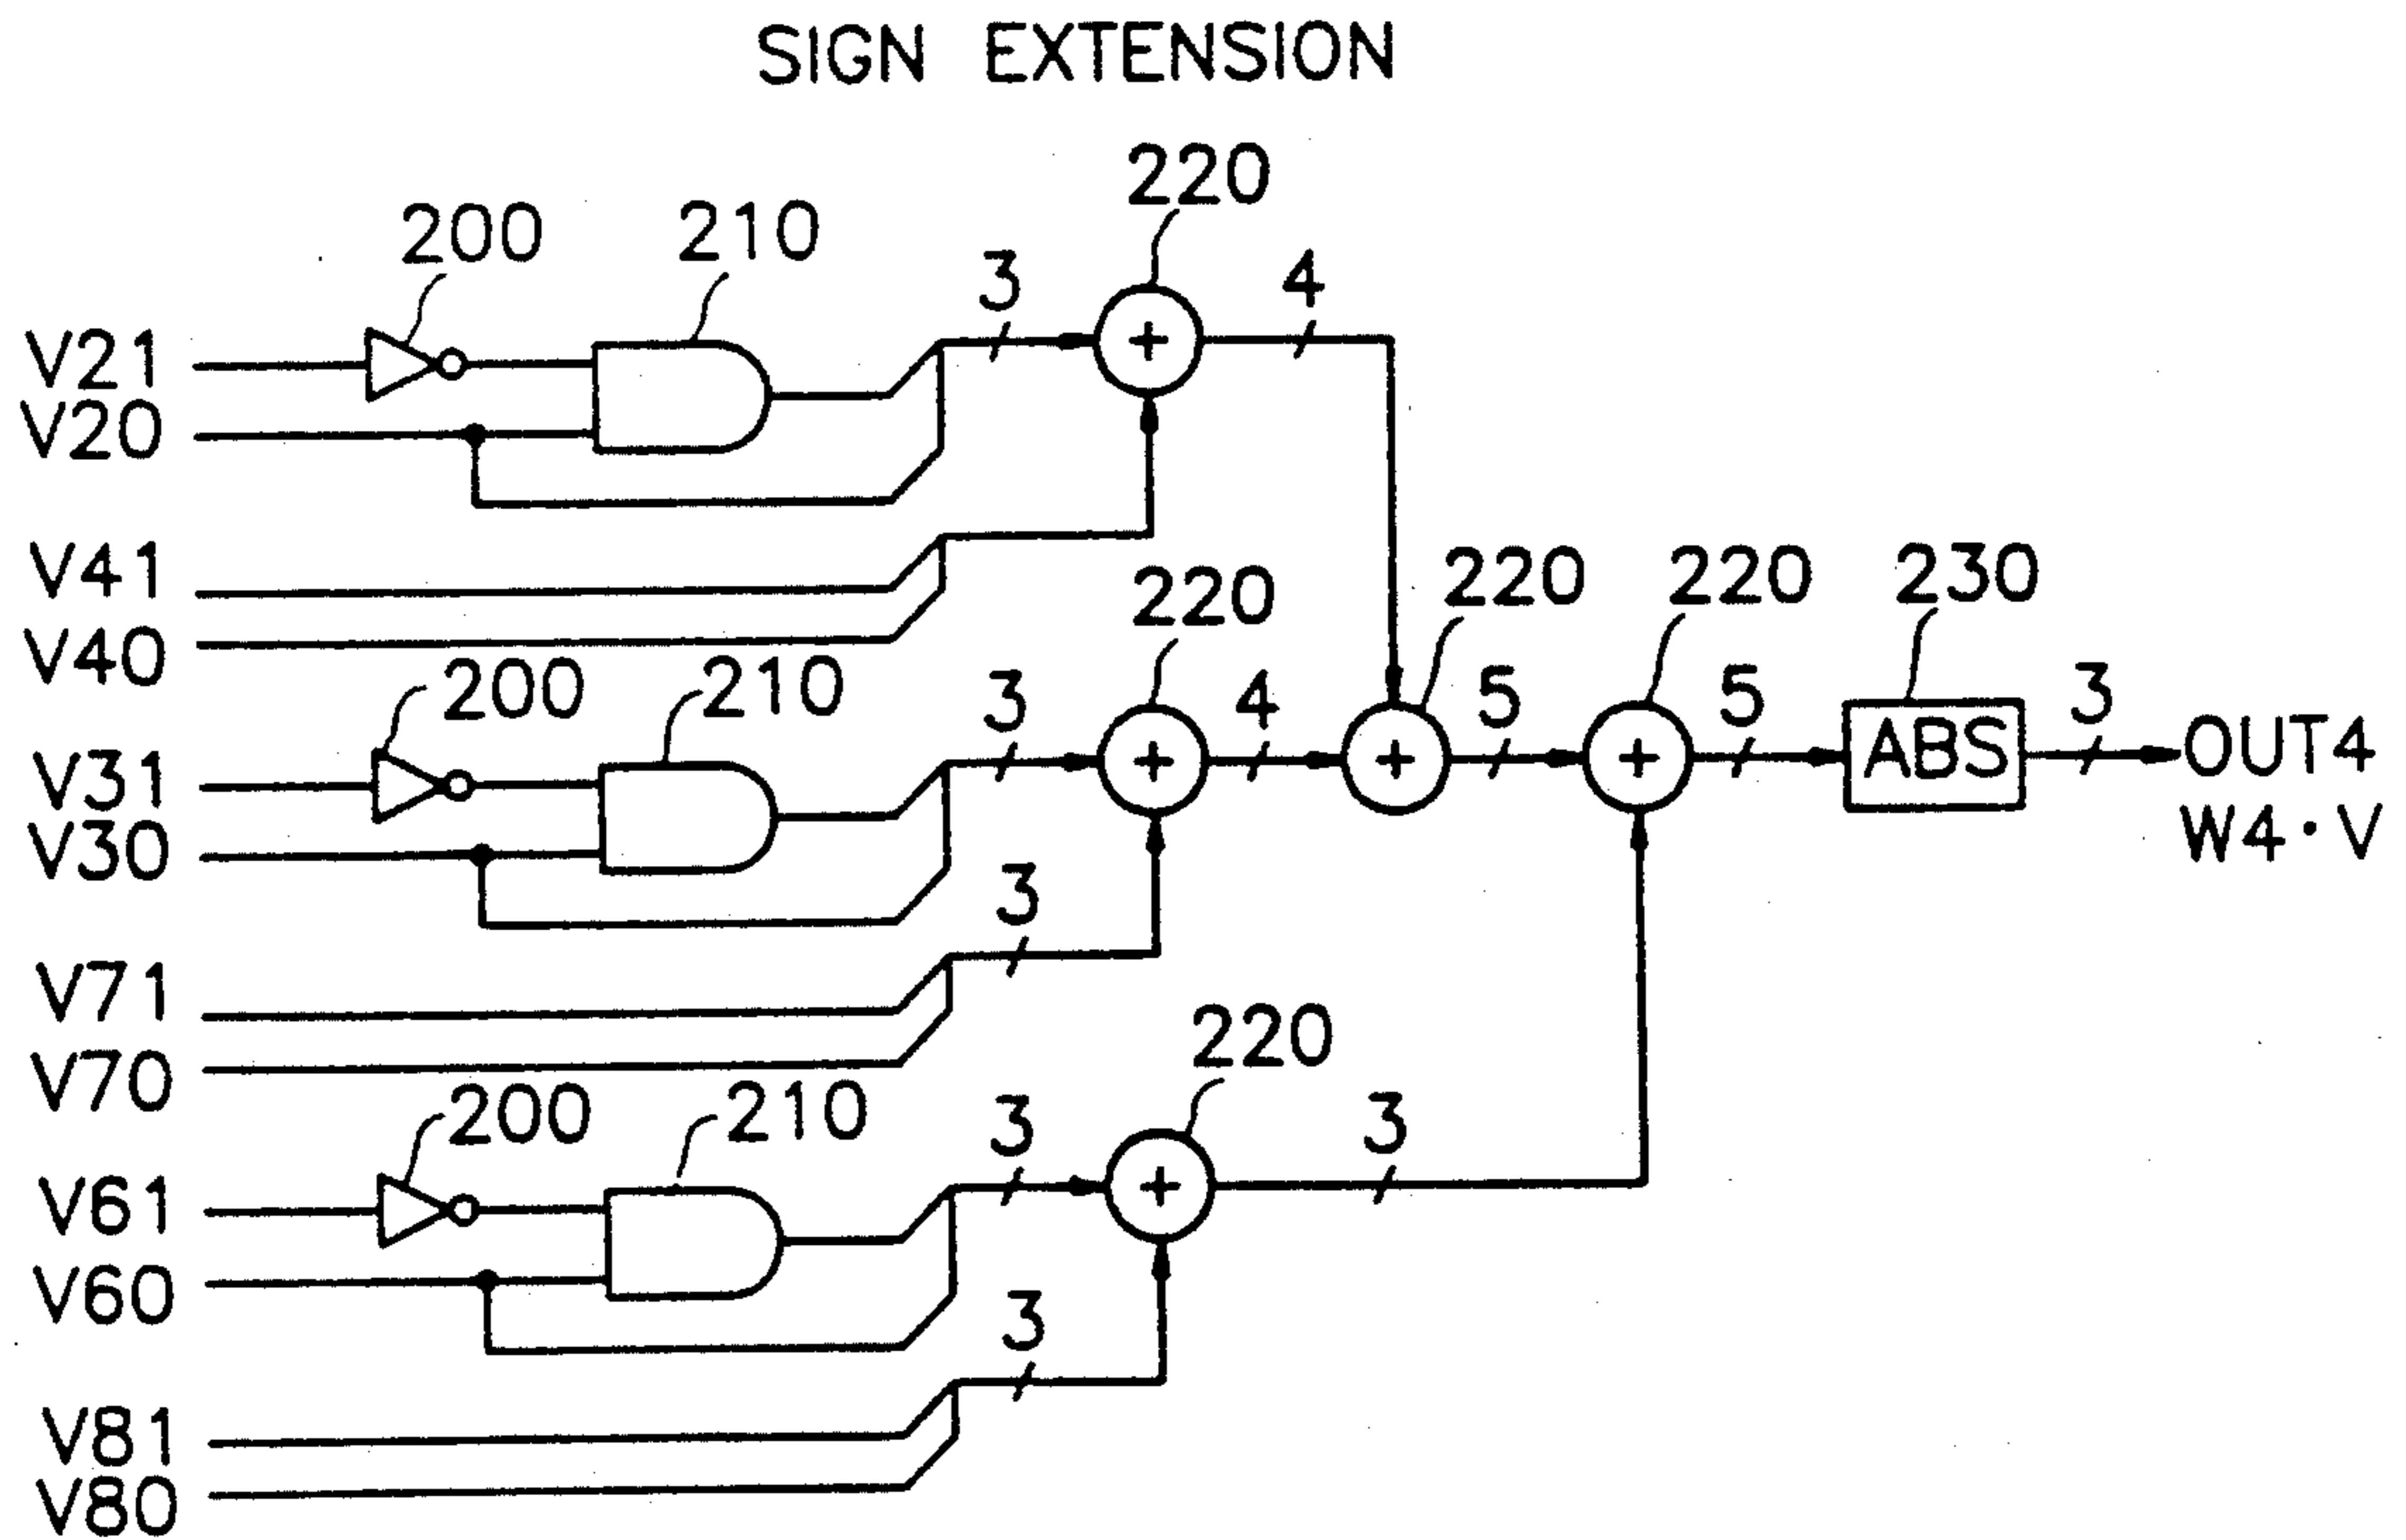 SIGN EXTENSION
220
200 210
3 4
V21
V20
V41
220 220 220 230
V40
200 210
3 4 5 5 3
+ + + + ABS OUT4
V31
W4·V
V30
3
V71
220
V70
200 210
3 3
V61
+
V60
3
V81
V80